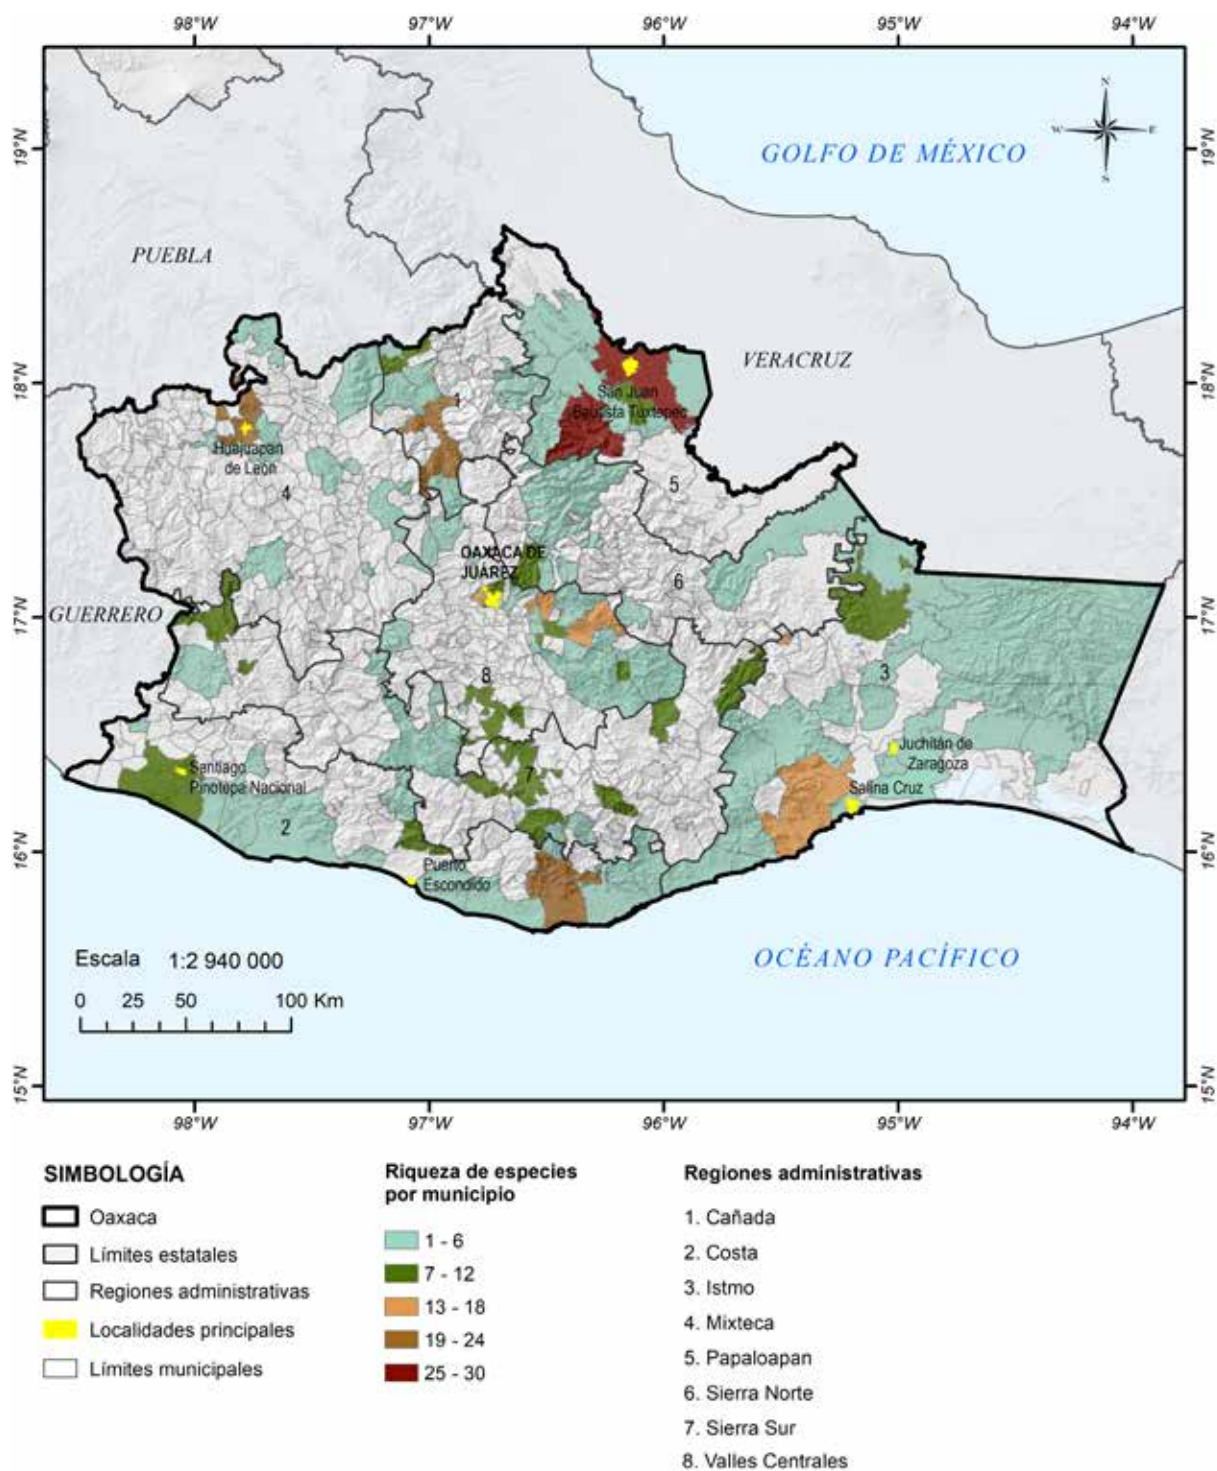 98°W 97°W 96°W 95°W 94°W
N
W E
S
19°N 19°N
GOLFO DE MÉXICO
PUEBLA
VERACRUZ
18°N 18°N
San Juan
Bautista Tuxtepec
1
Huajuapan
de León
4
5
OAXACA DE
JUÁREZ
6
GUERRERO
17°N 17°N
8
3
Juchitán de
Zaragoza
7
Santiago
Pinotepa Nacional
Salina Cruz
2
16°N 16°N
Puerto
Escondido
OCÉANO PACÍFICO
Escala 1:2 940 000
0 25 50 100 Km
15°N 15°N
98°W 97°W 96°W 95°W 94°W
SIMBOLOGÍA
Oaxaca
Límites estatales
Regiones administrativas
Localidades principales
Límites municipales
Riqueza de especies
por municipio
1 - 6
7 - 12
13 - 18
19 - 24
25 - 30
Regiones administrativas
1. Cañada
2. Costa
3. Istmo
4. Mixteca
5. Papaloapan
6. Sierra Norte
7. Sierra Sur
8. Valles Centrales